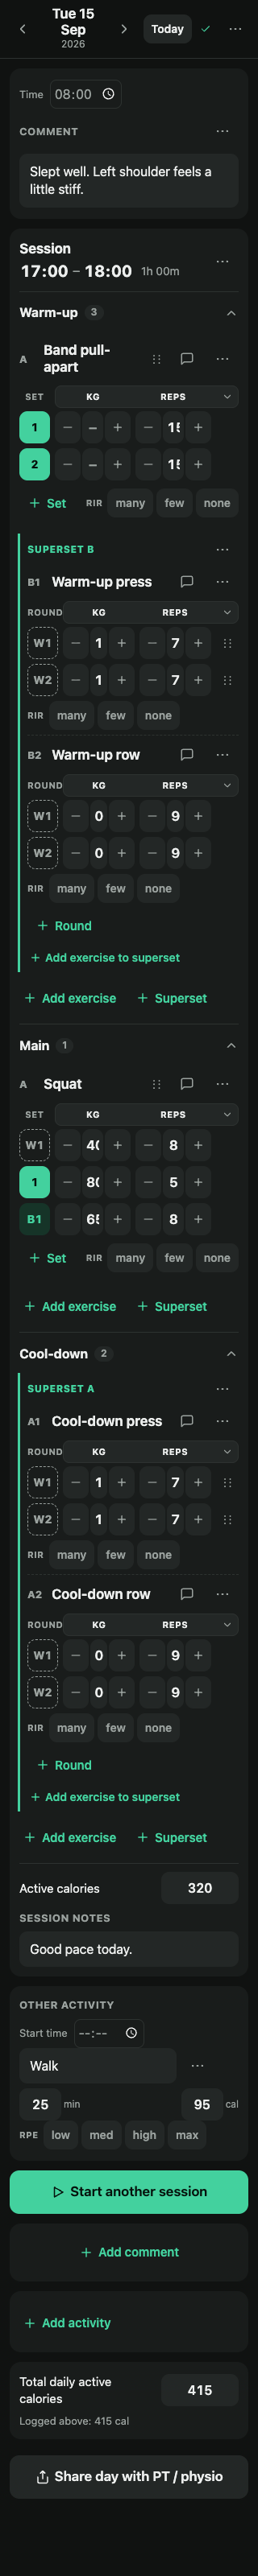 Tue 15
Sep
2026
Today
Time 08:00
COMMENT
Slept well. Left shoulder feels a
little stiff.
Session
17:00 – 18:00 1h 00m
Warm-up 3
A Band pull-
apart
SET KG REPS
1 – – + – +
2 – – + – +
+ Set RIR many few none
SUPERSET B
B1 Warm-up press
ROUND KG REPS
W1 – 1 + – 7 +
W2 – 1 + – 7 +
RIR many few none
B2 Warm-up row
ROUND KG REPS
W1 – 0 + – 9 +
W2 – 0 + – 9 +
RIR many few none
+ Round
+ Add exercise to superset
+ Add exercise + Superset
Main 1
A Squat
SET KG REPS
W1 – + – 8 +
1 – + – 5 +
B1 – + – 8 +
+ Set RIR many few none
+ Add exercise + Superset
Cool-down 2
SUPERSET A
A1 Cool-down press
ROUND KG REPS
W1 – 1 + – 7 +
W2 – 1 + – 7 +
RIR many few none
A2 Cool-down row
ROUND KG REPS
W1 – 0 + – 9 +
W2 – 0 + – 9 +
RIR many few none
+ Round
+ Add exercise to superset
+ Add exercise + Superset
Active calories 320
SESSION NOTES
Good pace today.
OTHER ACTIVITY
Start time --:--
Walk
25 min 95 cal
RPE low med high max
Start another session
+ Add comment
+ Add activity
Total daily active
calories
415
Logged above: 415 cal
Share day with PT / physio